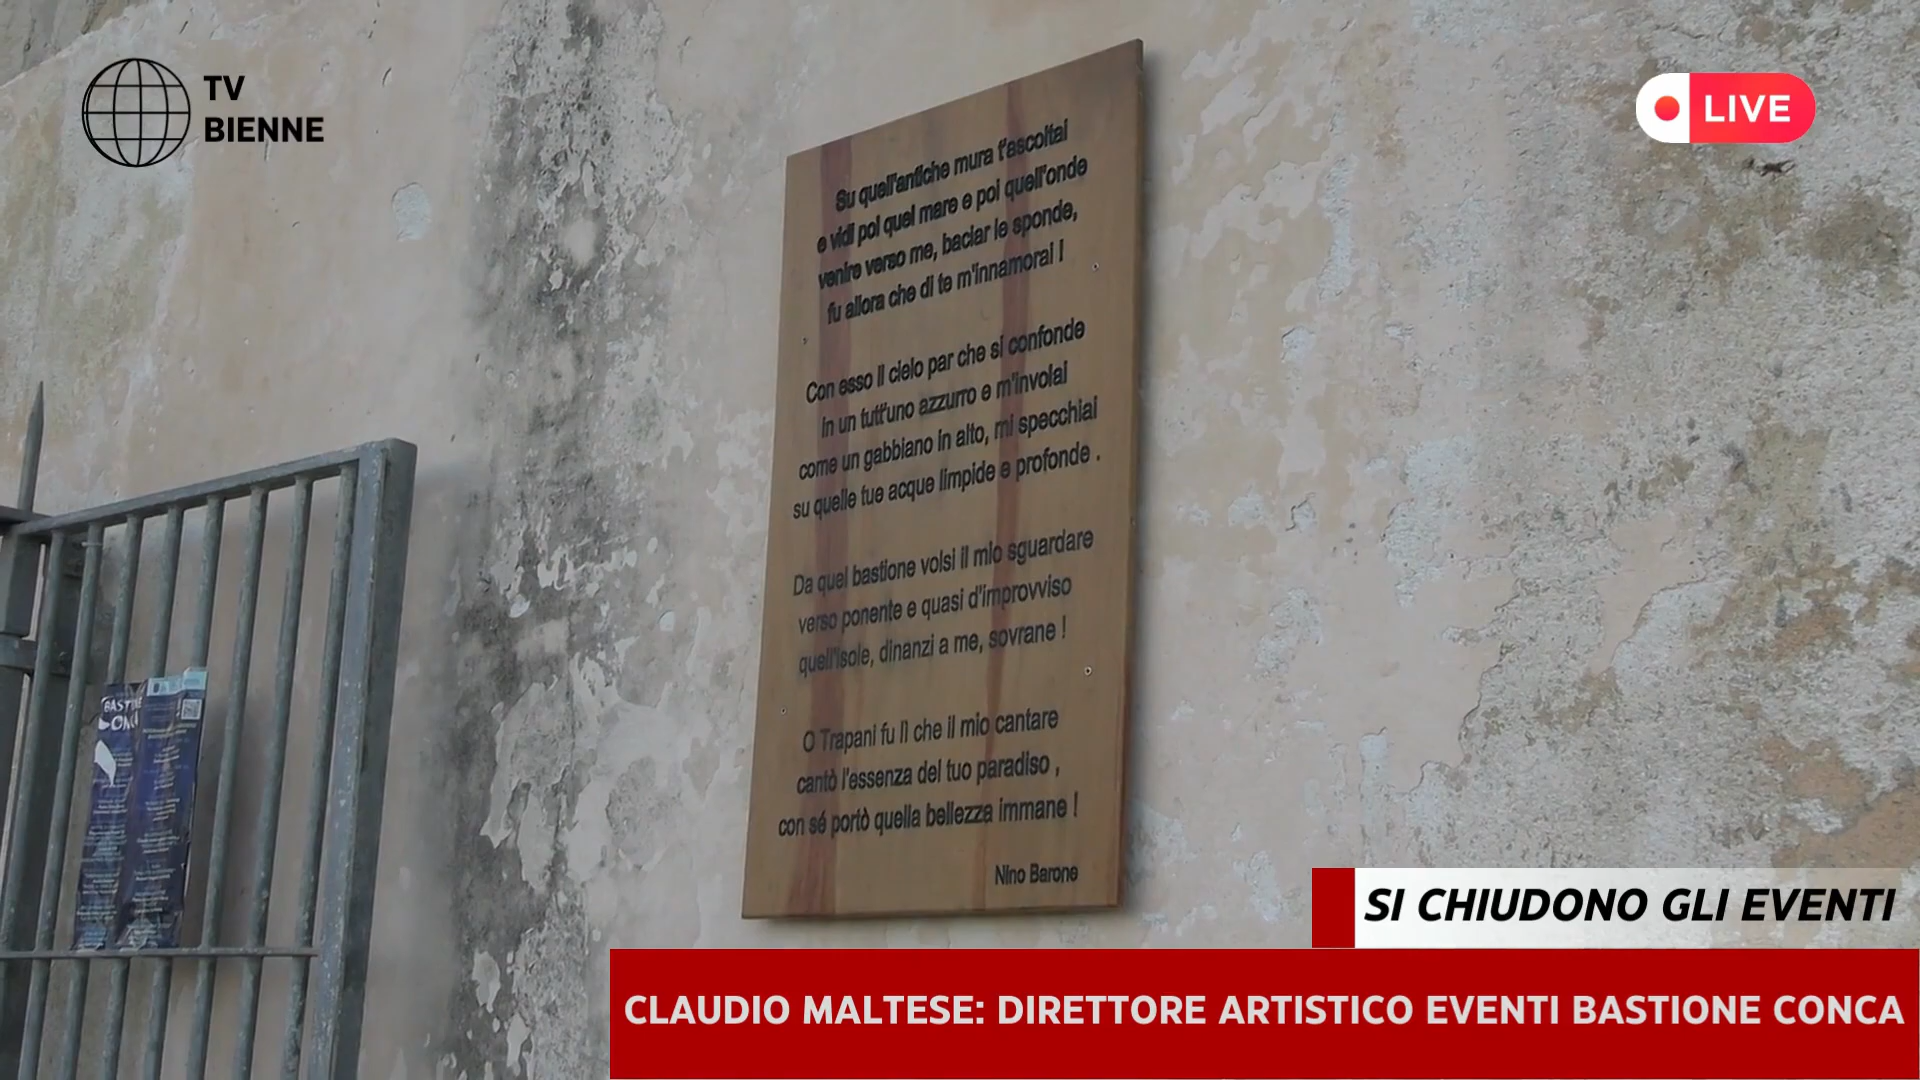 TV
BIENNE
LIVE
Su quell'antiche mura t'ascoltai
e vidi poi quel mare e poi quell'onde
venire verso me, baciar le sponde,
fu allora che di te m'innamorai !
Con esso il cielo par che si confonde
in un tutt'uno azzurro e m'involai
come un gabbiano in alto, mi specchiai
su quelle tue acque limpide e profonde .
Da quel bastione volsi il mio sguardare
verso ponente e quasi d'improvviso
quell'isole, dinanzi a me, sovrane !
O Trapani fu lì che il mio cantare
cantò l'essenza del tuo paradiso ,
con sé portò quella bellezza immane !
Nino Barone
SI CHIUDONO GLI EVENTI
CLAUDIO MALTESE: DIRETTORE ARTISTICO EVENTI BASTIONE CONCA